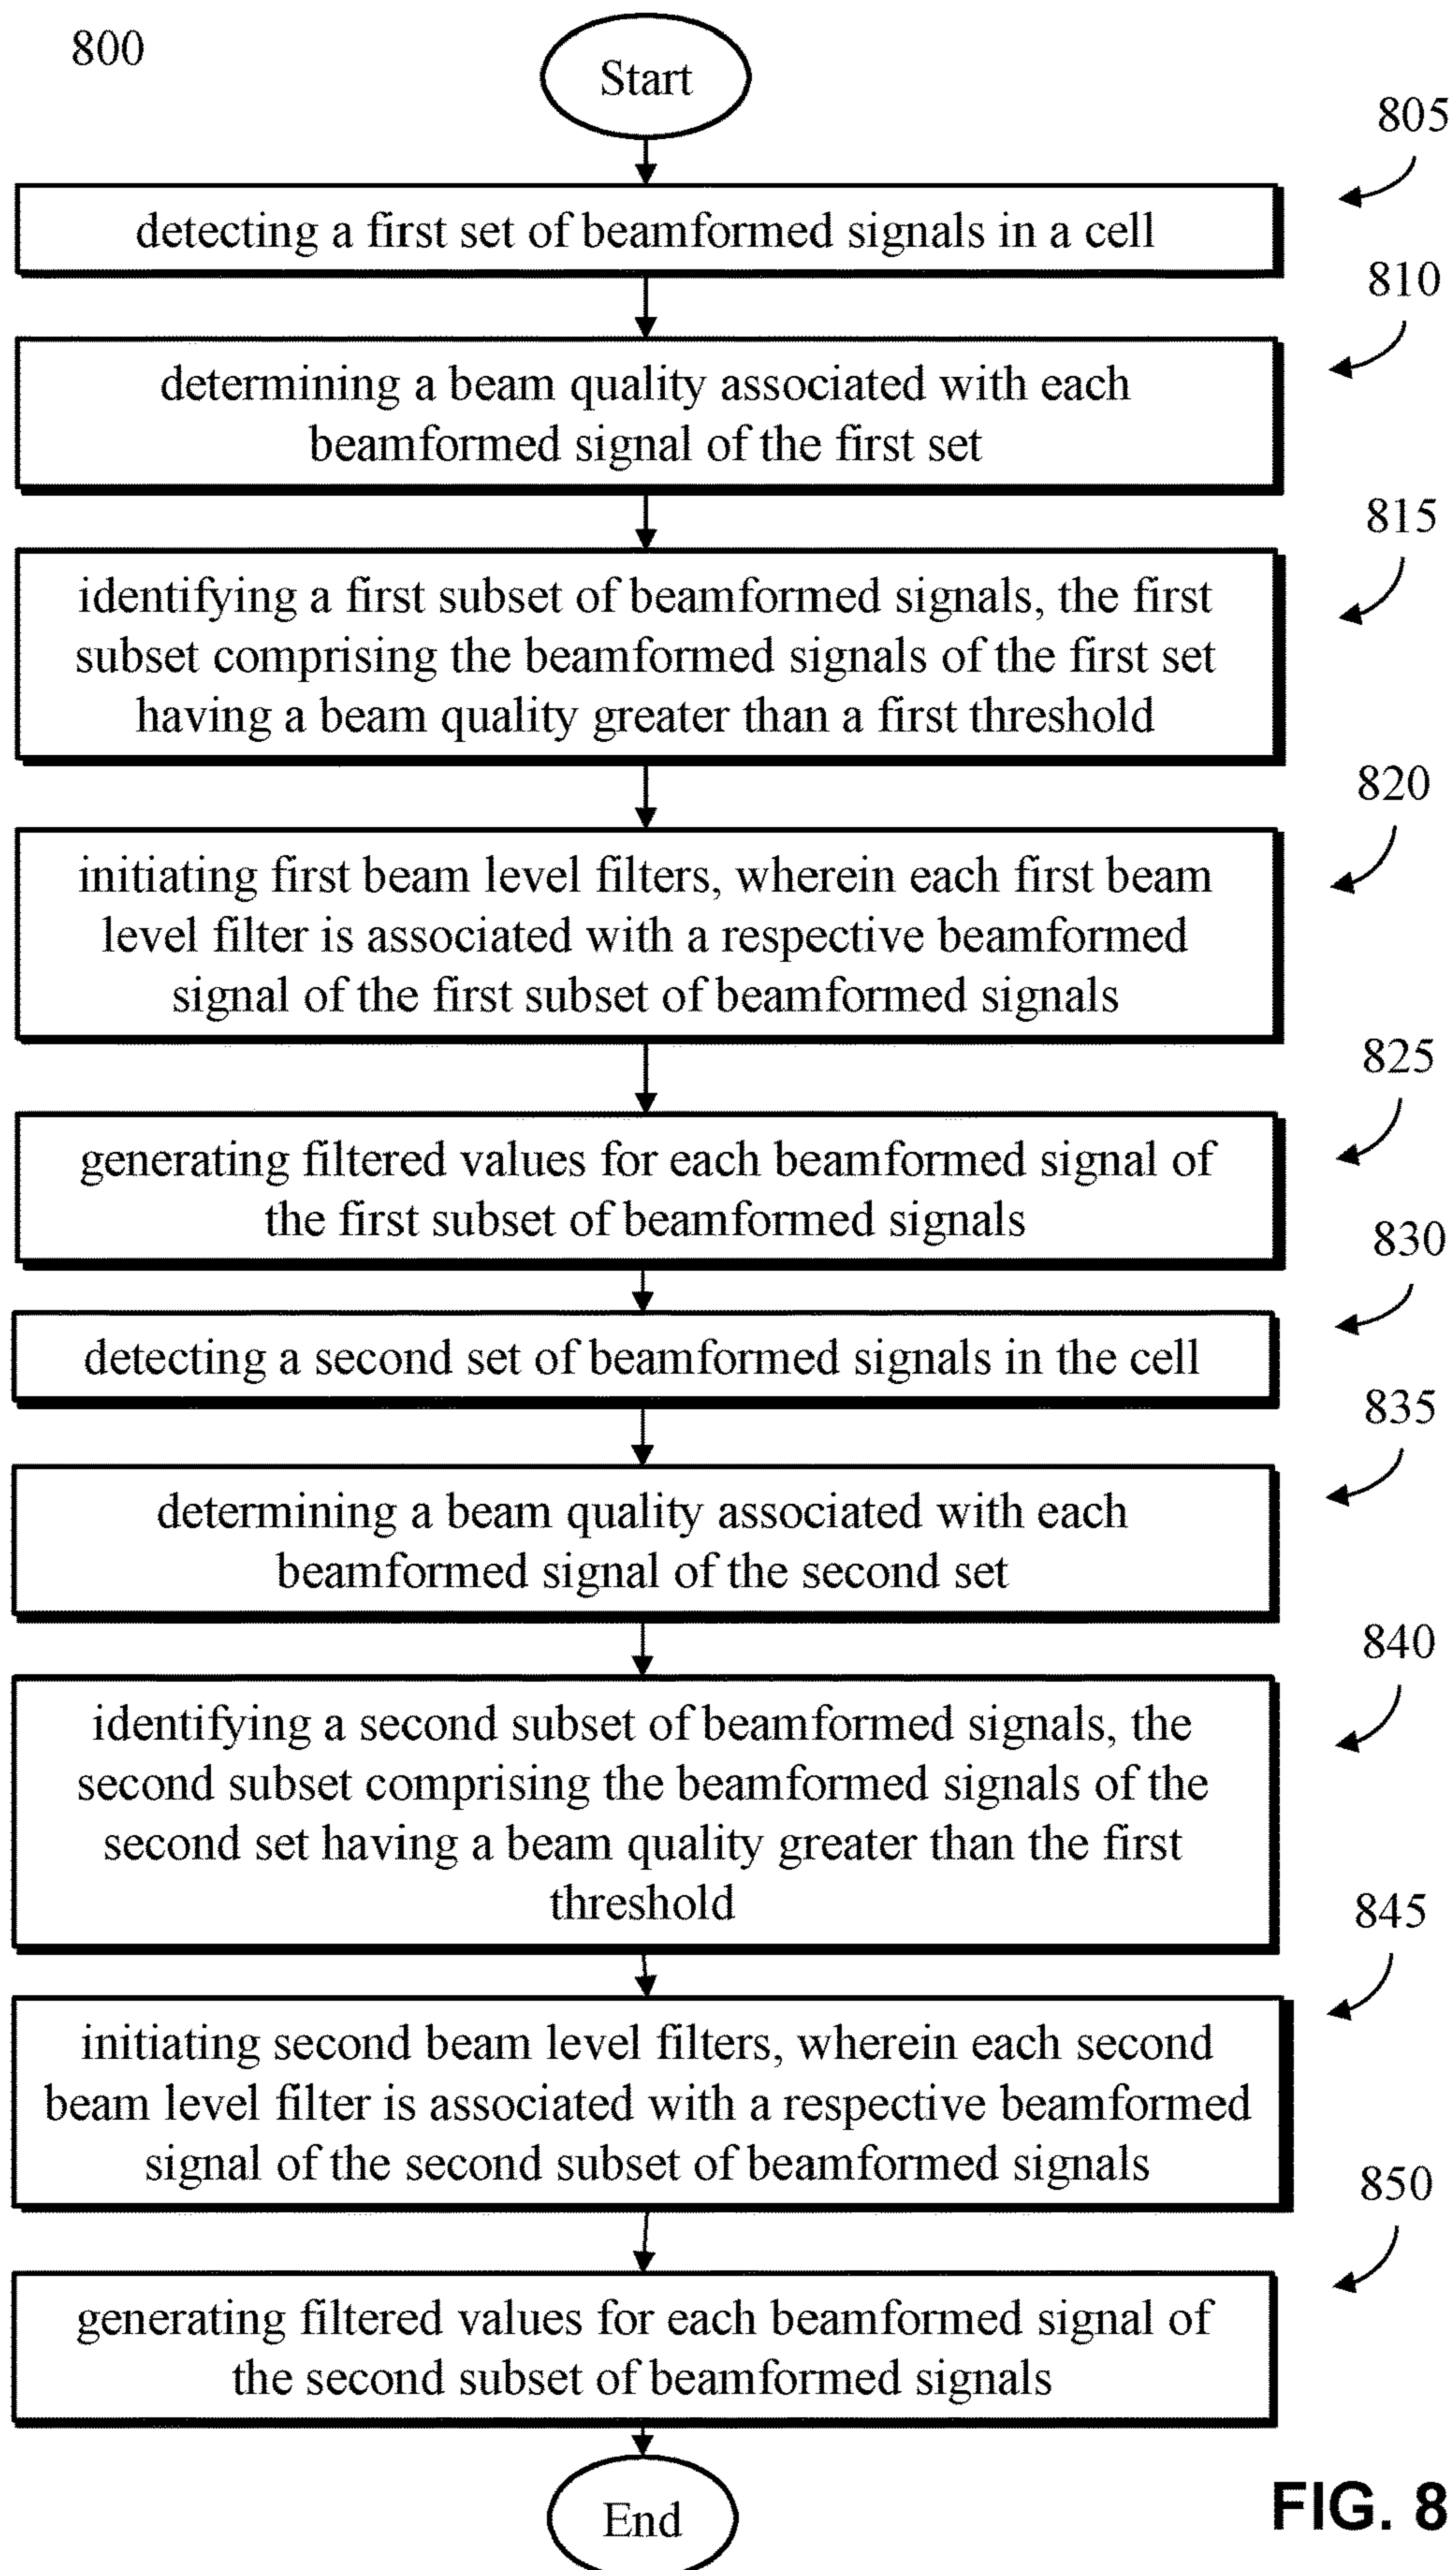 800
Start
805
detecting a first set of beamformed signals in a cell
810
determining a beam quality associated with each
beamformed signal of the first set
815
identifying a first subset of beamformed signals, the first
subset comprising the beamformed signals of the first set
having a beam quality greater than a first threshold
820
initiating first beam level filters, wherein each first beam
level filter is associated with a respective beamformed
signal of the first subset of beamformed signals
825
generating filtered values for each beamformed signal of
the first subset of beamformed signals
830
detecting a second set of beamformed signals in the cell
835
determining a beam quality associated with each
beamformed signal of the second set
840
identifying a second subset of beamformed signals, the
second subset comprising the beamformed signals of the
second set having a beam quality greater than the first
threshold
845
initiating second beam level filters, wherein each second
beam level filter is associated with a respective beamformed
signal of the second subset of beamformed signals
850
generating filtered values for each beamformed signal of
the second subset of beamformed signals
End
FIG. 8